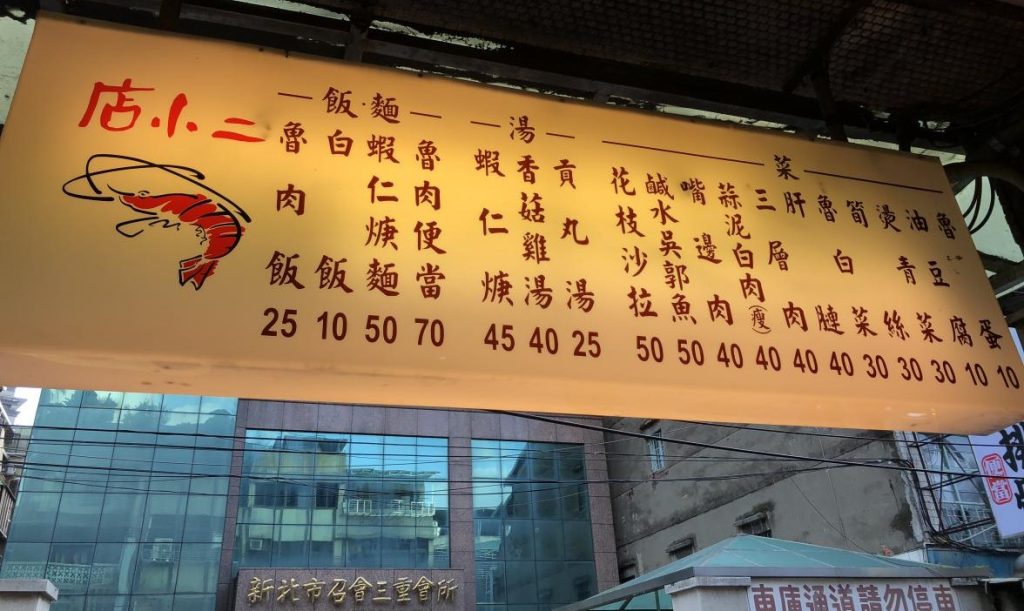 店小二
飯·麵
魯肉飯 25
白飯 10
蝦仁焿麵 50
魯肉便當 70
湯
蝦仁焿 45
香菇雞湯 40
貢丸湯 25
菜
花枝沙拉 50
鹹水吳郭魚 50
嘴邊肉 40
蒜泥白肉(瘦) 40
三層肉 40
40
魯白菜 30
筍絲 30
燙青菜 30
油豆腐 10
魯蛋 10
便當
新北市召會三重會所
車庫通道請勿停車